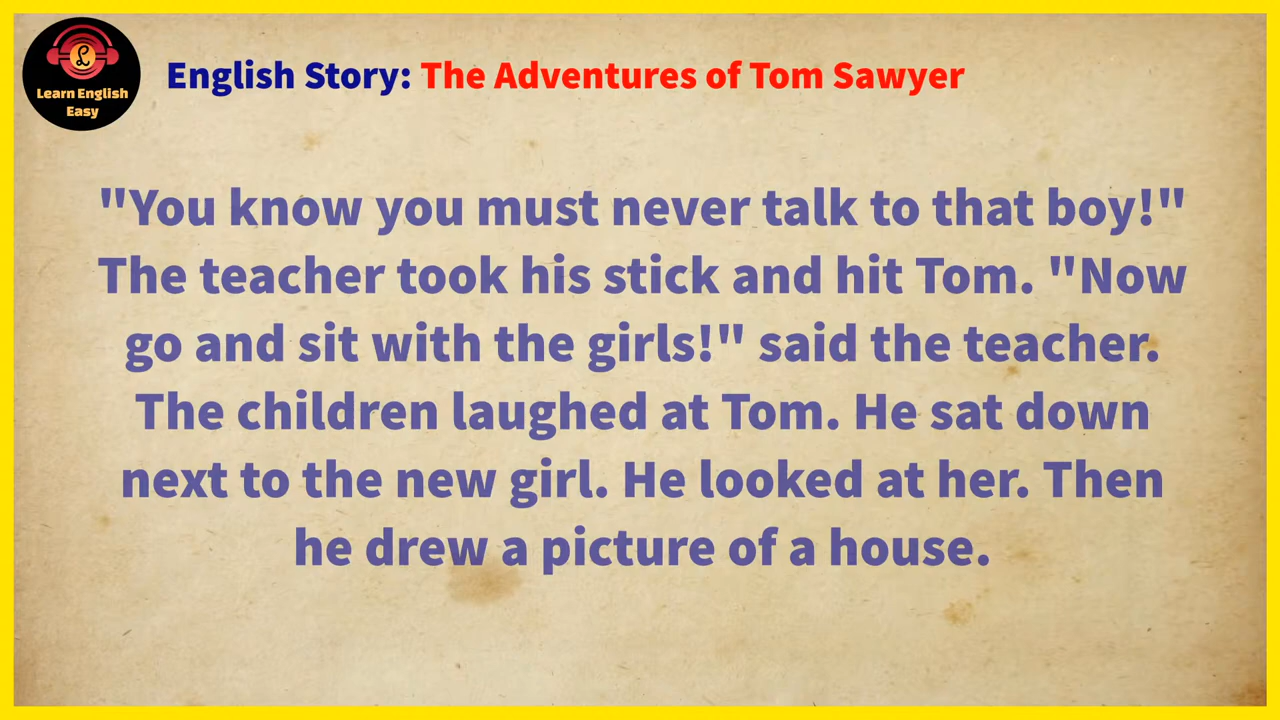 Learn English
Easy
English Story: The Adventures of Tom Sawyer
"You know you must never talk to that boy!"
The teacher took his stick and hit Tom. "Now
go and sit with the girls!" said the teacher.
The children laughed at Tom. He sat down
next to the new girl. He looked at her. Then
he drew a picture of a house.